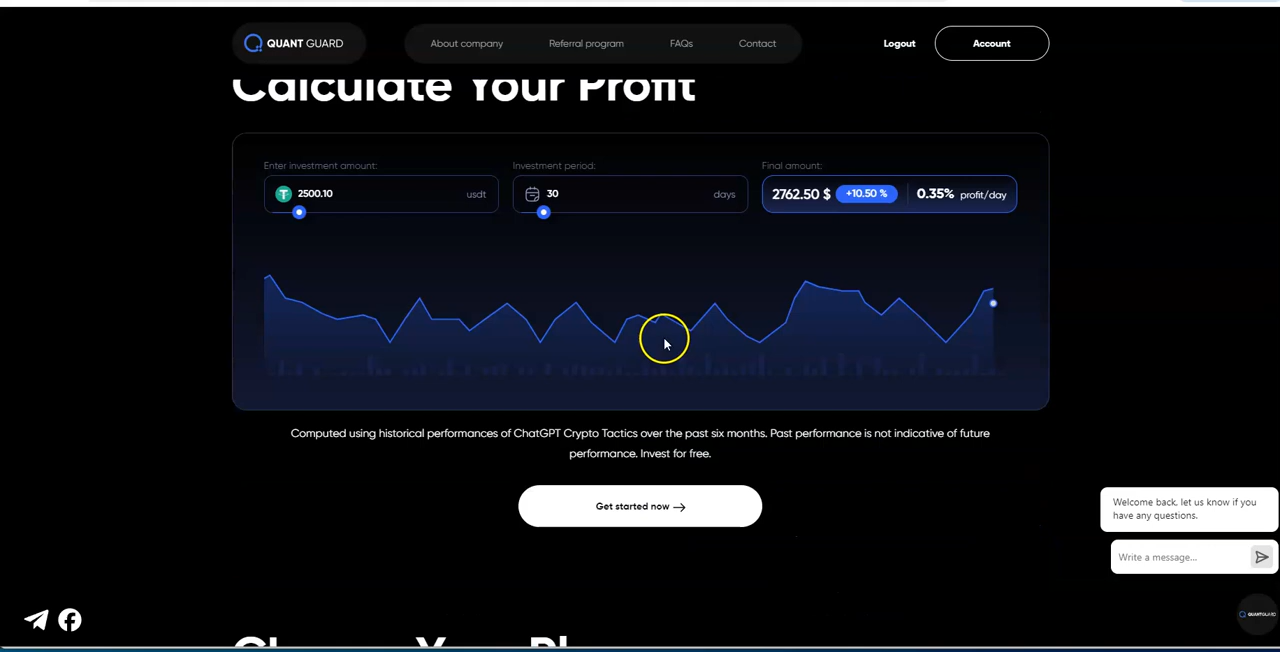 QUANT GUARD
About company
Referral program
FAQs
Contact
Logout
Account
Calculate Your Profit
Enter investment amount:
2500.10
usdt
Investment period:
30
days
Final amount:
2762.50 $
+10.50 %
0.35% profit/day
Computed using historical performances of ChatGPT Crypto Tactics over the past six months. Past performance is not indicative of future
performance. Invest for free.
Get started now →
Welcome back, let us know if you
have any questions.
Write a message...
QUANTGUARD